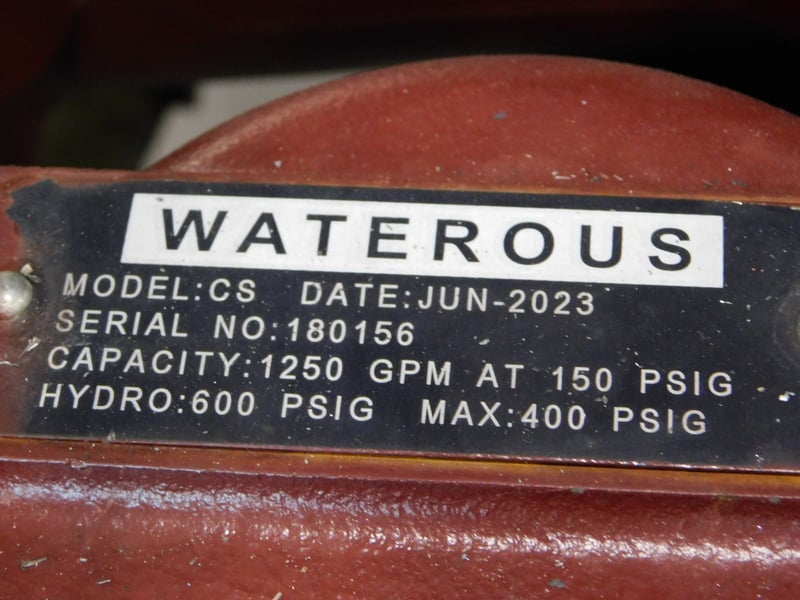 WATEROUS
MODEL:CS DATE:JUN-2023
SERIAL NO:180156
CAPACITY:1250 GPM AT 150 PSIG
HYDRO:600 PSIG MAX:400 PSIG